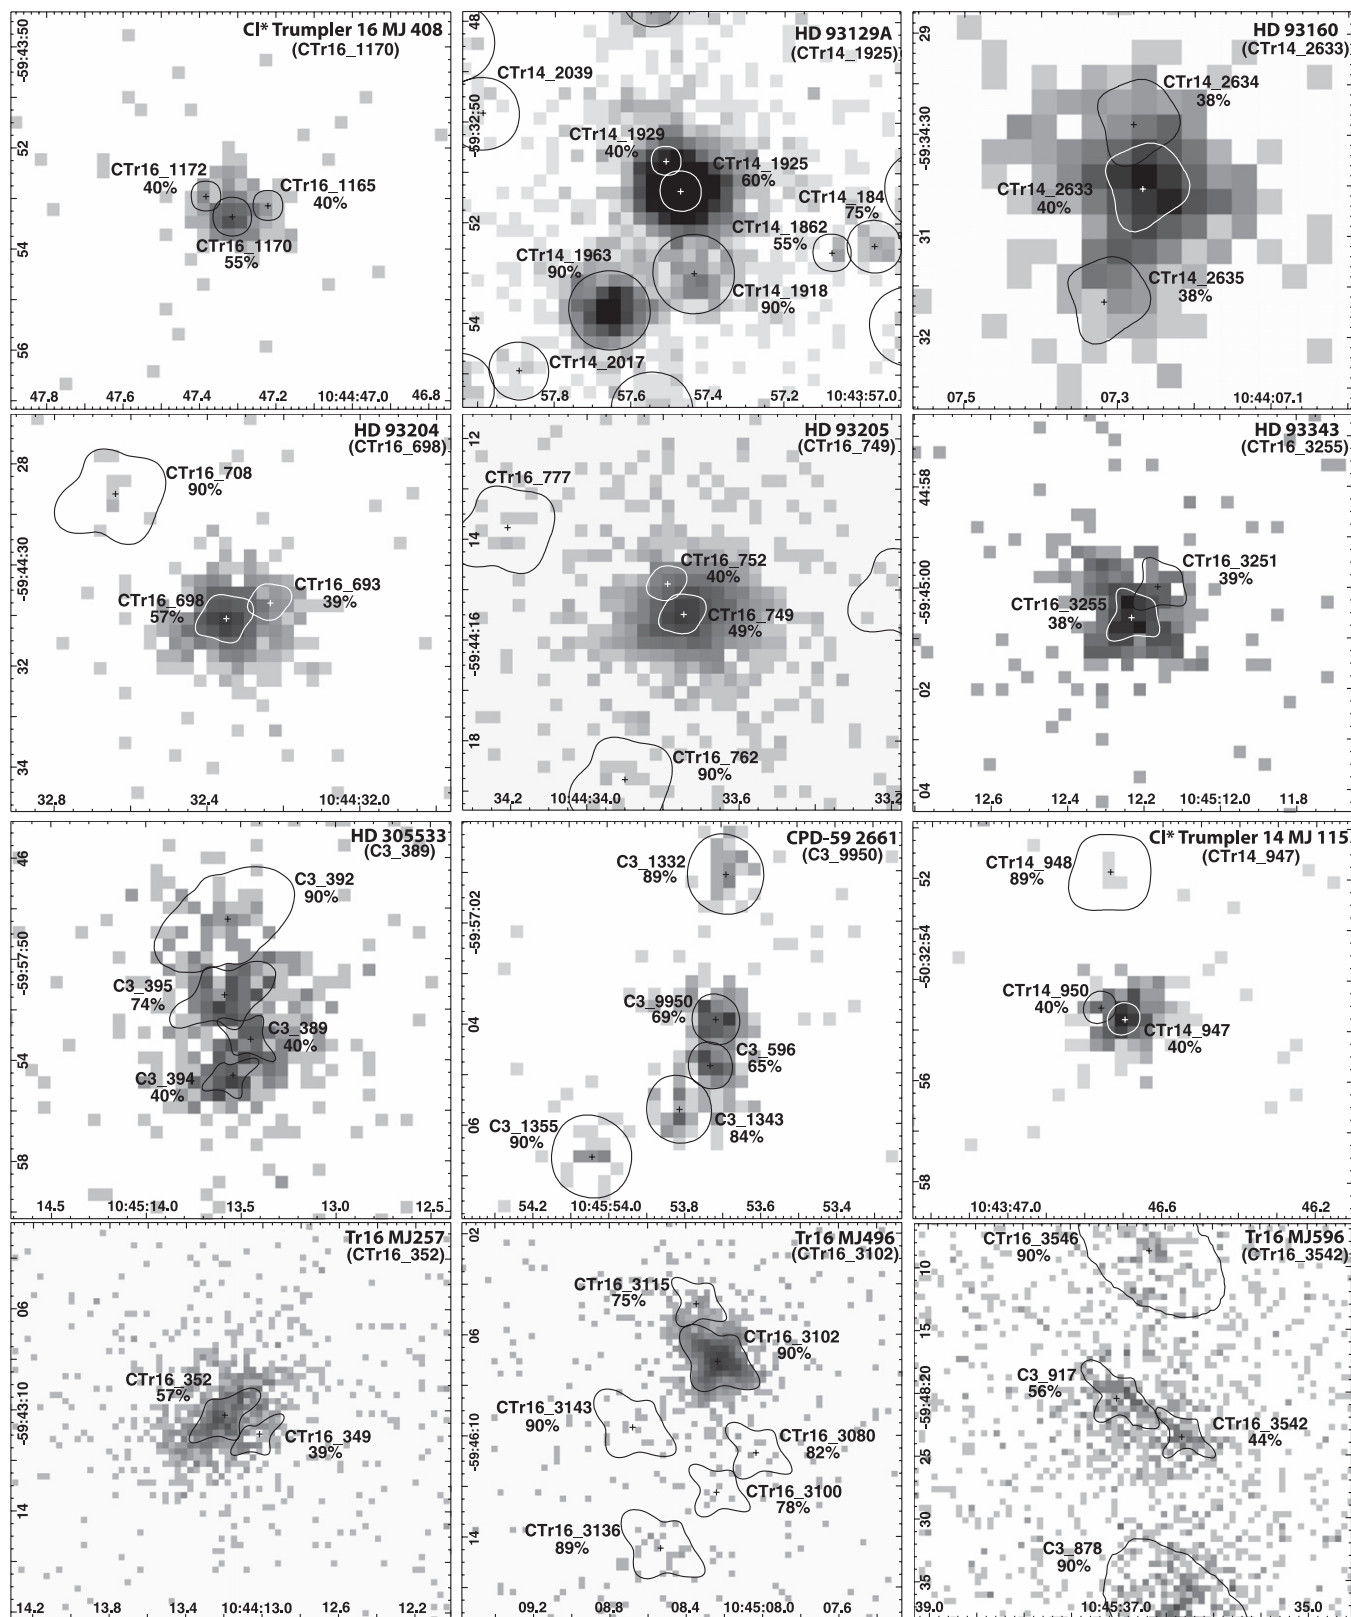 Cl* Trumpler 16 MJ 408
(CTr16_1170)
CTr16_1172
40%
CTr16_1165
40%
CTr16_1170
55%
-59:43:50
52
54
56
47.8
47.6
47.4
47.2
10:44:47.0
46.8
HD 93129A
(CTr14_1925)
CTr14_2039
CTr14_1929
40%
CTr14_1925
60%
CTr14_184
75%
CTr14_1862
55%
CTr14_1963
90%
CTr14_1918
90%
CTr14_2017
48
-59:32:50
52
54
57.8
57.6
57.4
57.2
10:43:57.0
HD 93160
(CTr14_2633)
CTr14_2634
38%
CTr14_2633
40%
CTr14_2635
38%
29
-59:34:30
31
32
07.5
07.3
10:44:07.1
HD 93204
(CTr16_698)
CTr16_708
90%
CTr16_693
39%
CTr16_698
57%
28
-59:44:30
32
34
32.8
32.4
10:44:32.0
HD 93205
(CTr16_749)
CTr16_777
CTr16_752
40%
CTr16_749
49%
CTr16_762
90%
12
14
-59:44:16
18
34.2
10:44:34.0
33.6
33.2
HD 93343
(CTr16_3255)
CTr16_3251
39%
CTr16_3255
38%
44:58
-59:45:00
02
04
12.6
12.4
12.2
10:45:12.0
11.8
HD 305533
(C3_389)
C3_392
90%
C3_395
74%
C3_389
40%
C3_394
40%
46
-59:57:50
54
58
14.5
10:45:14.0
13.5
13.0
12.5
CPD-59 2661
(C3_9950)
C3_1332
89%
C3_9950
69%
C3_596
65%
C3_1343
84%
C3_1355
90%
-59:57:02
04
06
54.2
10:45:54.0
53.8
53.6
53.4
Cl* Trumpler 14 MJ 115
(CTr14_947)
CTr14_948
89%
CTr14_950
40%
CTr14_947
40%
52
-50:32:54
56
58
10:43:47.0
46.6
46.2
Tr16 MJ257
(CTr16_352)
CTr16_352
57%
CTr16_349
39%
06
-59:43:10
14
14.2
13.8
13.4
10:44:13.0
12.6
12.2
Tr16 MJ496
(CTr16_3102)
CTr16_3115
75%
CTr16_3102
90%
CTr16_3143
90%
CTr16_3080
82%
CTr16_3100
78%
CTr16_3136
89%
02
06
-59:46:10
14
09.2
08.8
08.4
10:45:08.0
07.6
Tr16 MJ596
(CTr16_3542)
CTr16_3546
90%
C3_917
56%
CTr16_3542
44%
C3_878
90%
10
15
-59:48:20
25
30
35
39.0
10:45:37.0
35.0